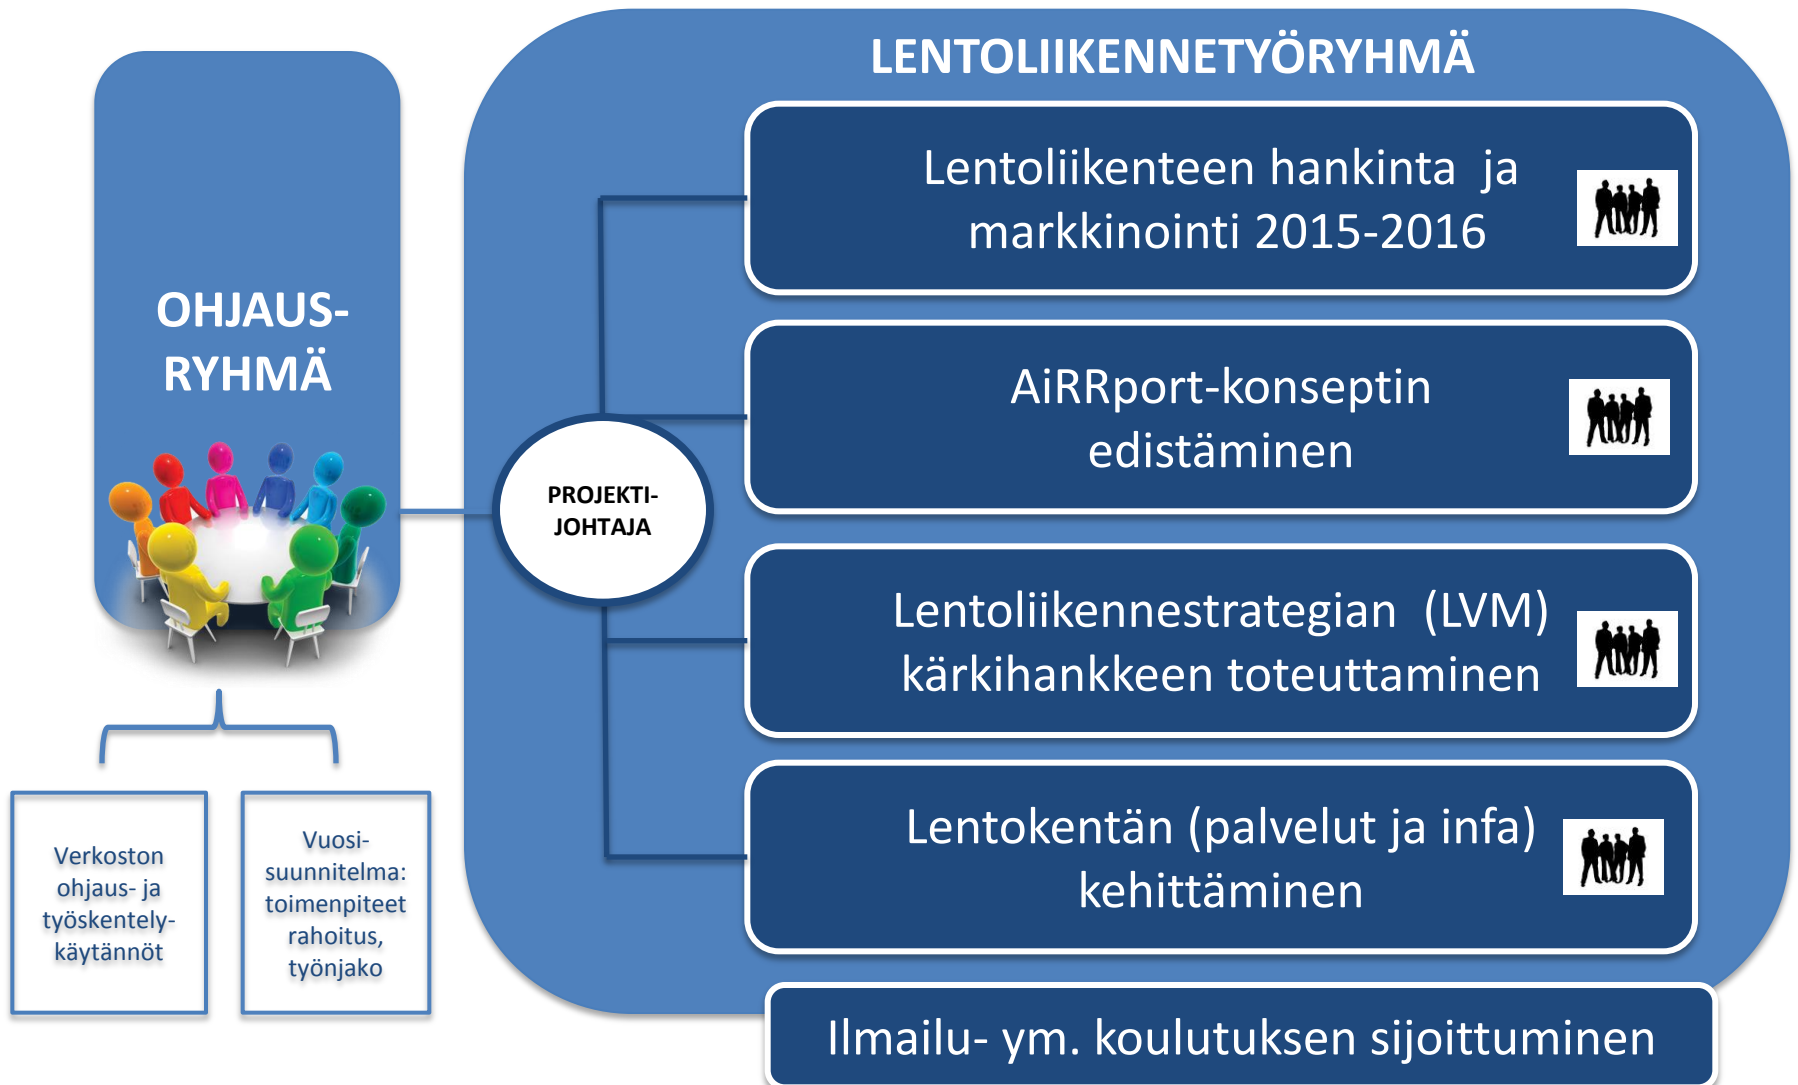 LENTOLIIKENNETYÖRYHMÄ
OHJAUS-
RYHMÄ
PROJEKTI-
JOHTAJA
Lentoliikenteen hankinta ja
markkinointi 2015-2016
AiRRport-konseptin
edistäminen
Lentoliikennestrategian (LVM)
kärkihankkeen toteuttaminen
Lentokentän (palvelut ja infa)
kehittäminen
Ilmailu- ym. koulutuksen sijoittuminen
Verkoston
ohjaus- ja
työskentely-
käytännöt
Vuosi-
suunnitelma:
toimenpiteet
rahoitus,
työnjako